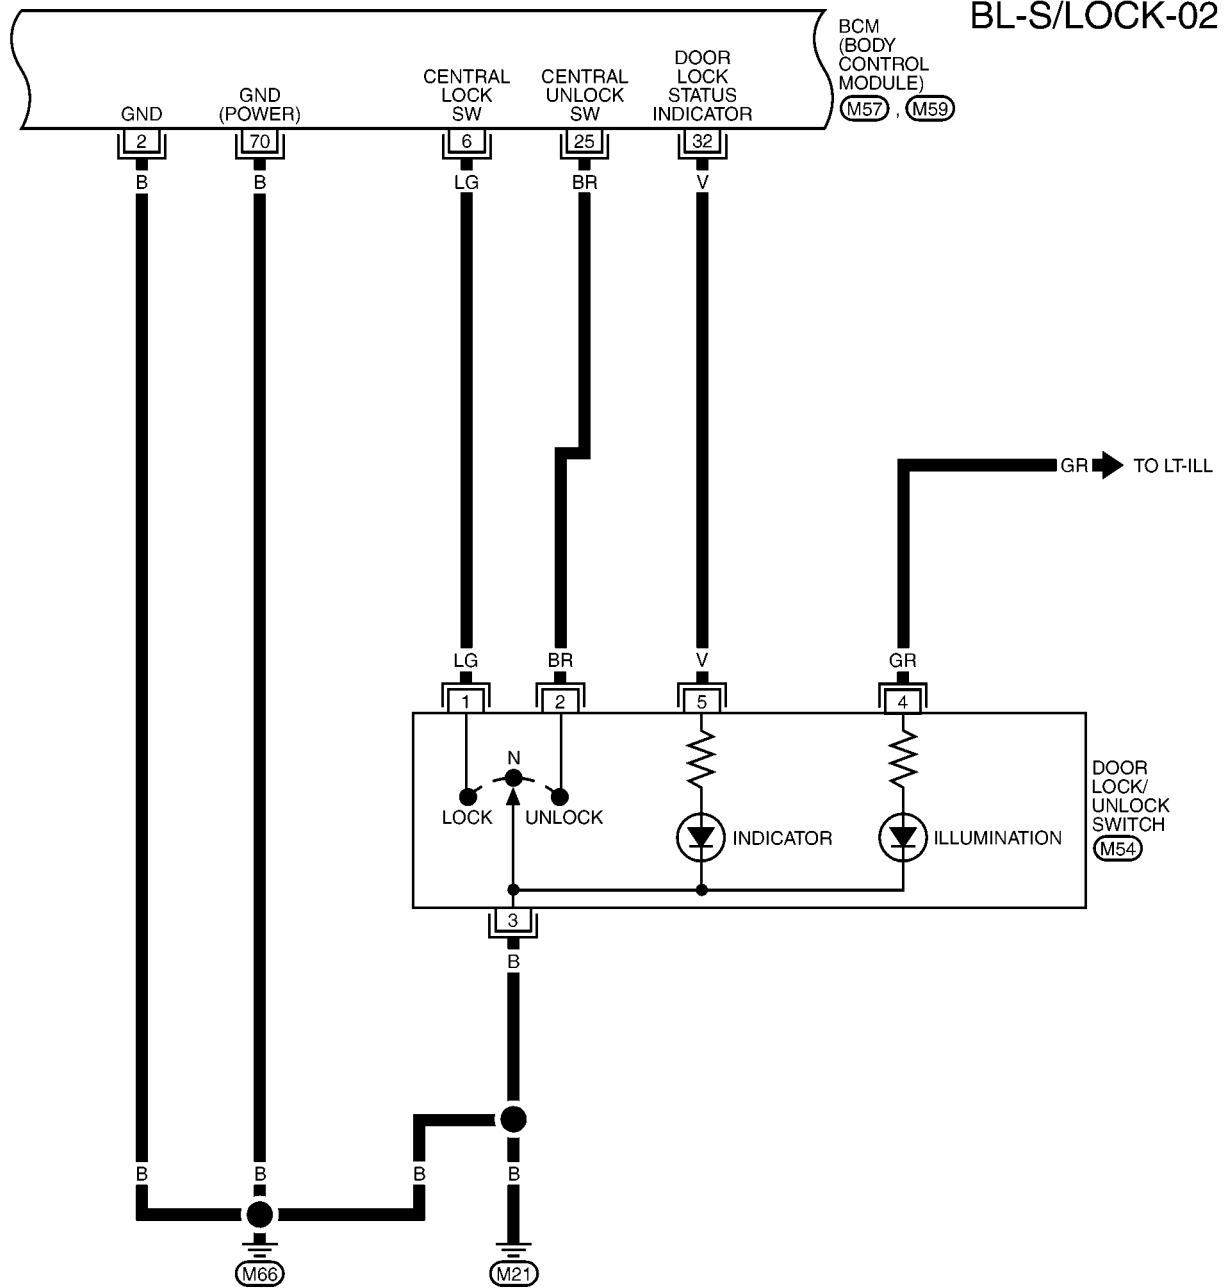 BL-S/LOCK-02
BCM
(BODY
CONTROL
MODULE)
M57 , M59
GND
GND
(POWER)
CENTRAL
LOCK
SW
CENTRAL
UNLOCK
SW
DOOR
LOCK
STATUS
INDICATOR
2
70
6
25
32
B
B
LG
BR
V
GR
TO LT-ILL
LG
BR
V
GR
1
2
5
4
N
LOCK
UNLOCK
INDICATOR
ILLUMINATION
DOOR
LOCK/
UNLOCK
SWITCH
M54
3
B
B
B
B
B
M66
M21